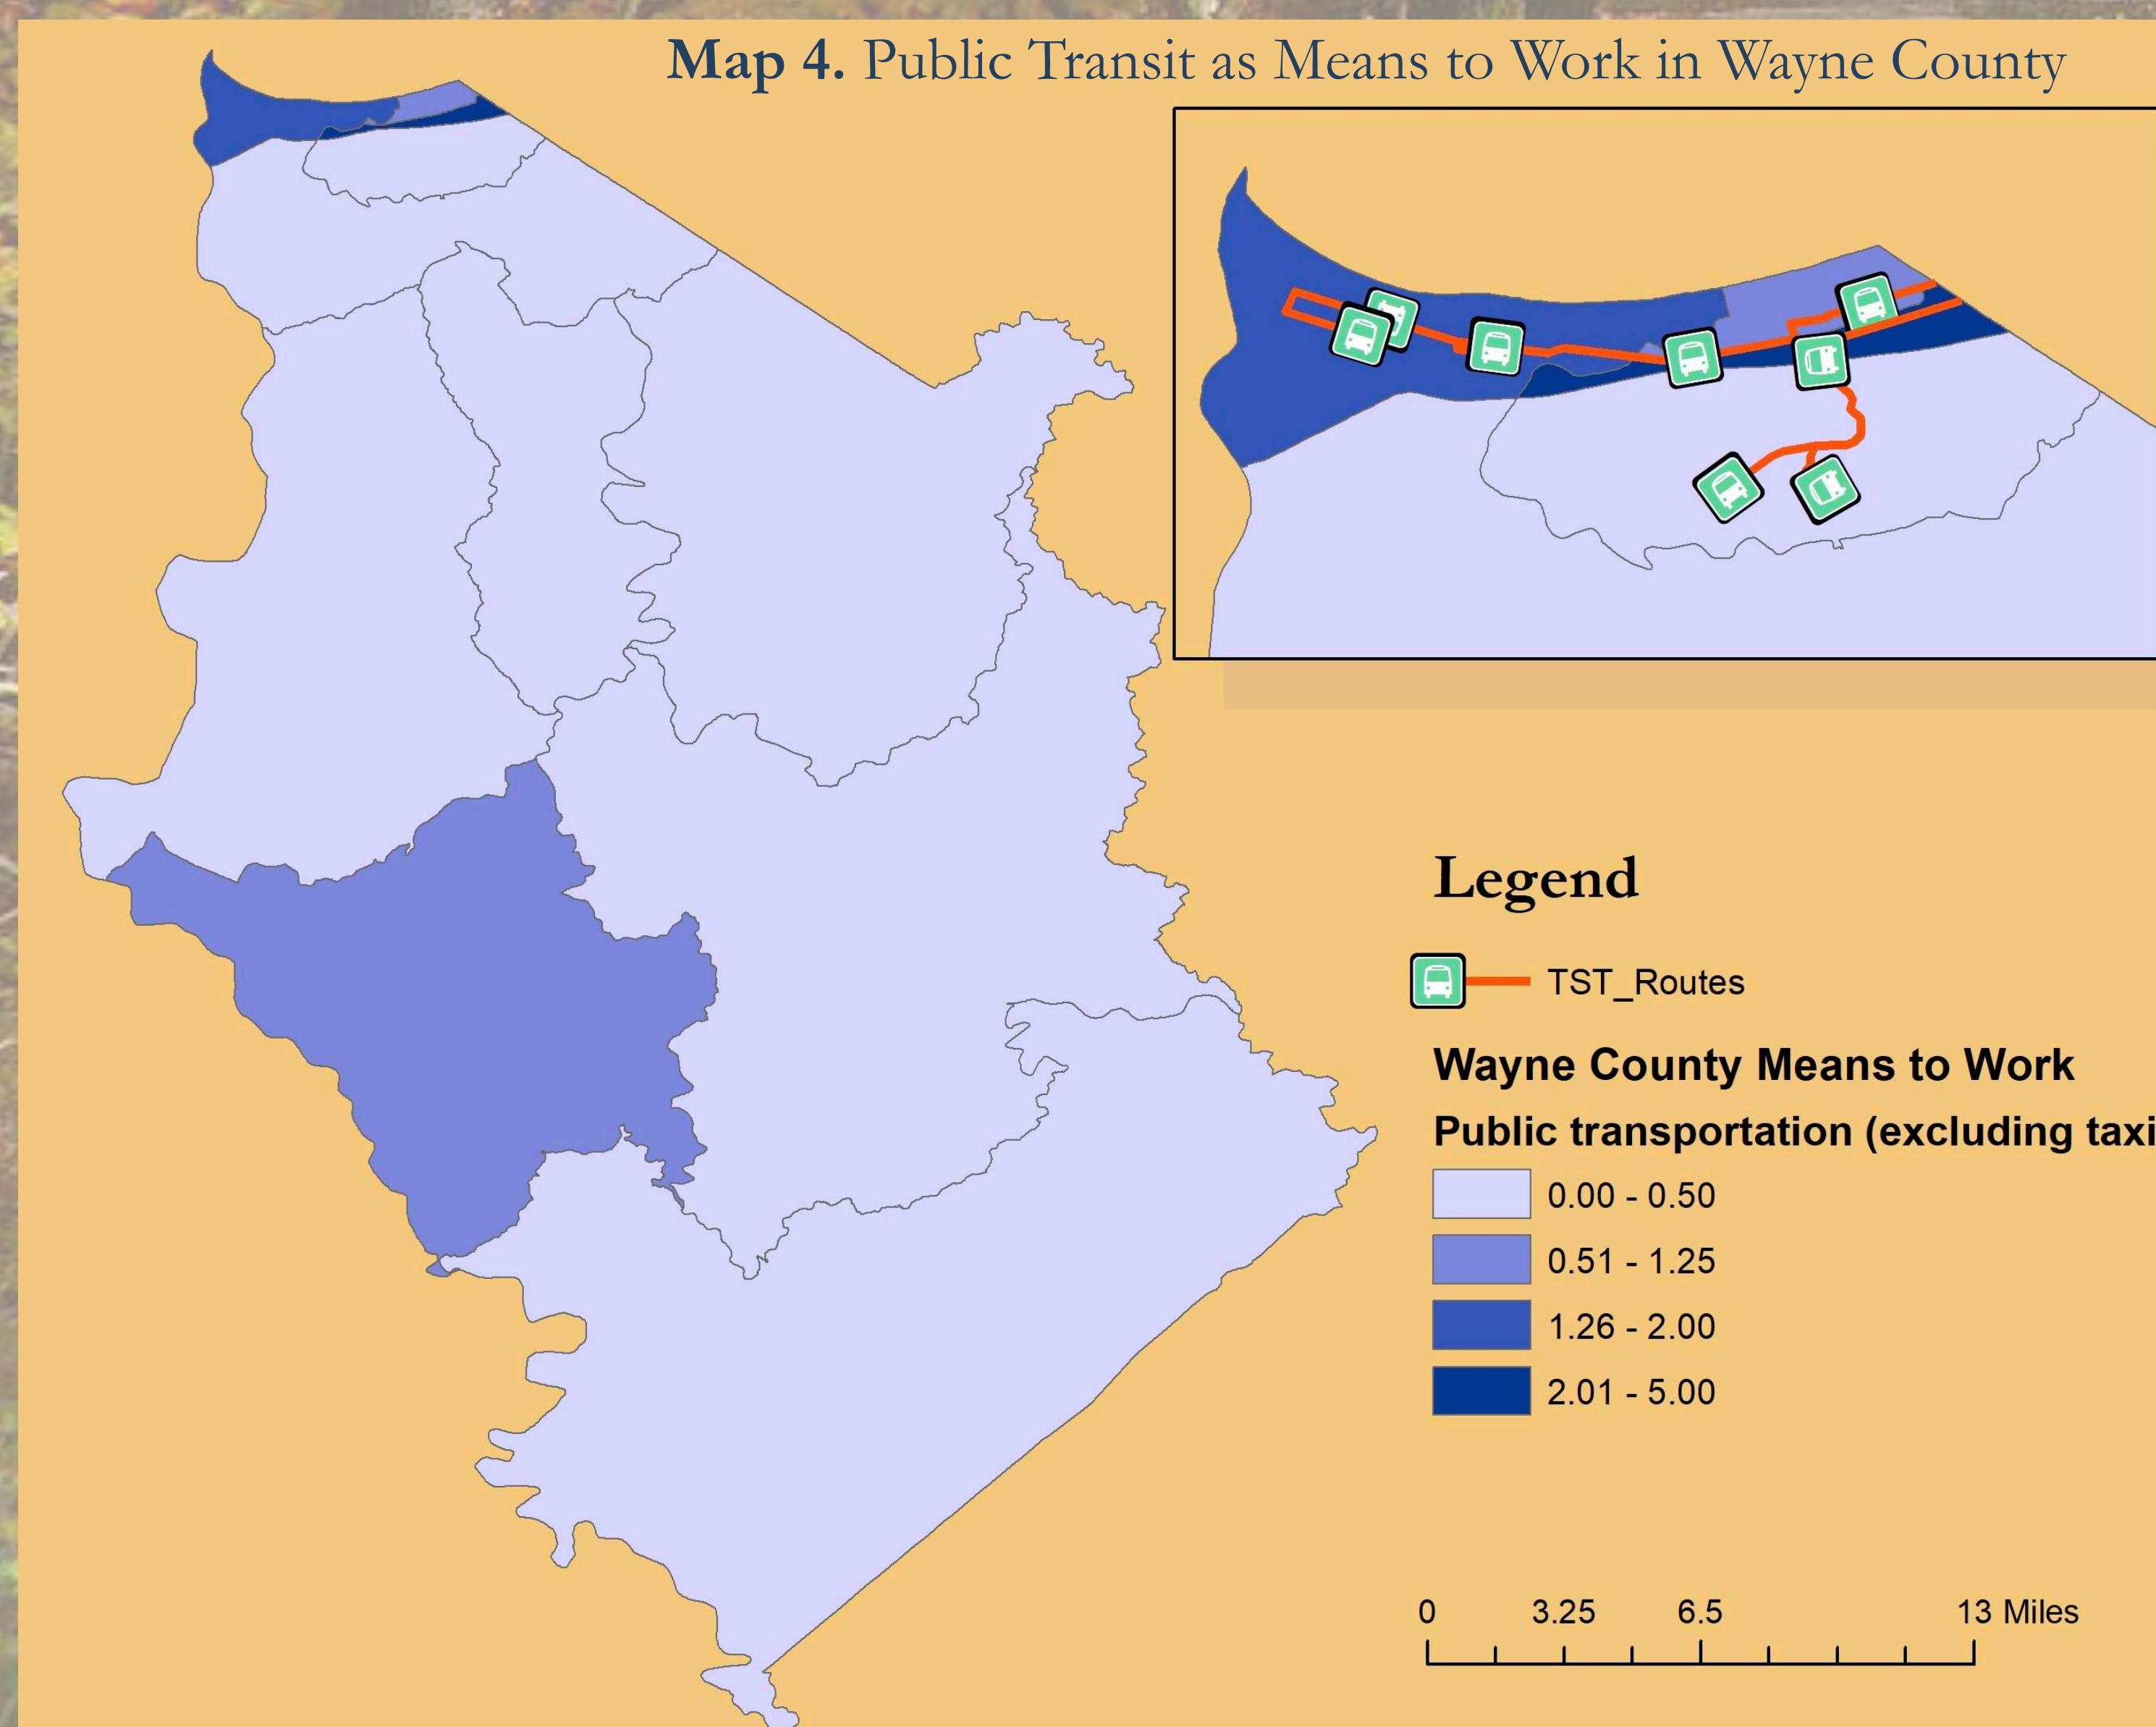 Map 4. Public Transit as Means to Work in Wayne County
Legend
TST_Routes
Wayne County Means to Work
Public transportation (excluding taxi
0.00 - 0.50
0.51 - 1.25
1.26 - 2.00
2.01 - 5.00
0 3.25 6.5 13 Miles